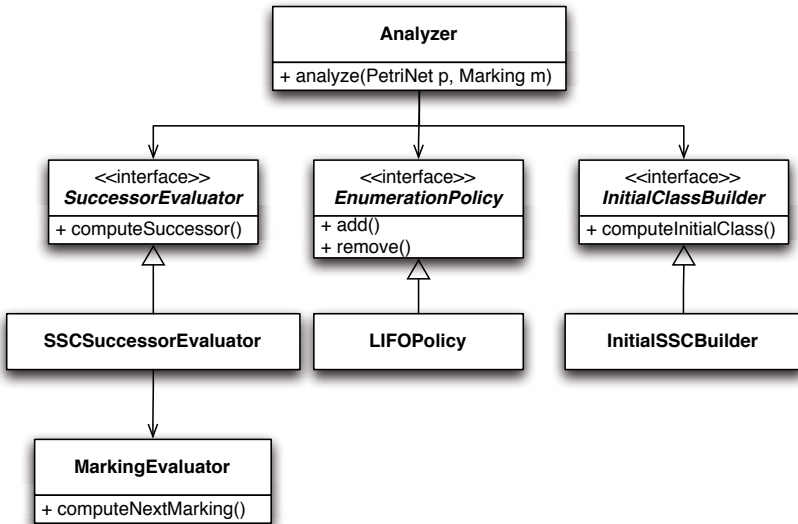 Analyzer
+ analyze(PetriNet p, Marking m)
<<interface>>
SuccessorEvaluator
+ computeSuccessor()
<<interface>>
EnumerationPolicy
+ add()
+ remove()
<<interface>>
InitialClassBuilder
+ computeInitialClass()
SSCSuccessorEvaluator
LIFOPolicy
InitialSSCBuilder
MarkingEvaluator
+ computeNextMarking()